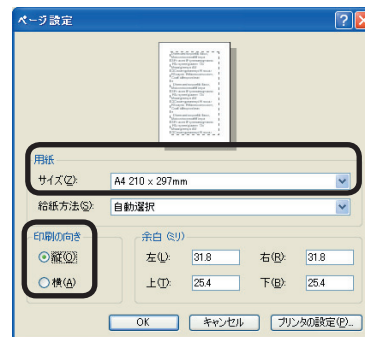 ページ設定
用紙
サイズ(Z): A4 210 x 297mm
給紙方法(S): 自動選択
印刷の向き
縦(O)
横(A)
余白 (ミリ)
左(L): 31.8 右(R): 31.8
上(T): 25.4 下(B): 25.4
OK キャンセル プリンタの設定(P)...